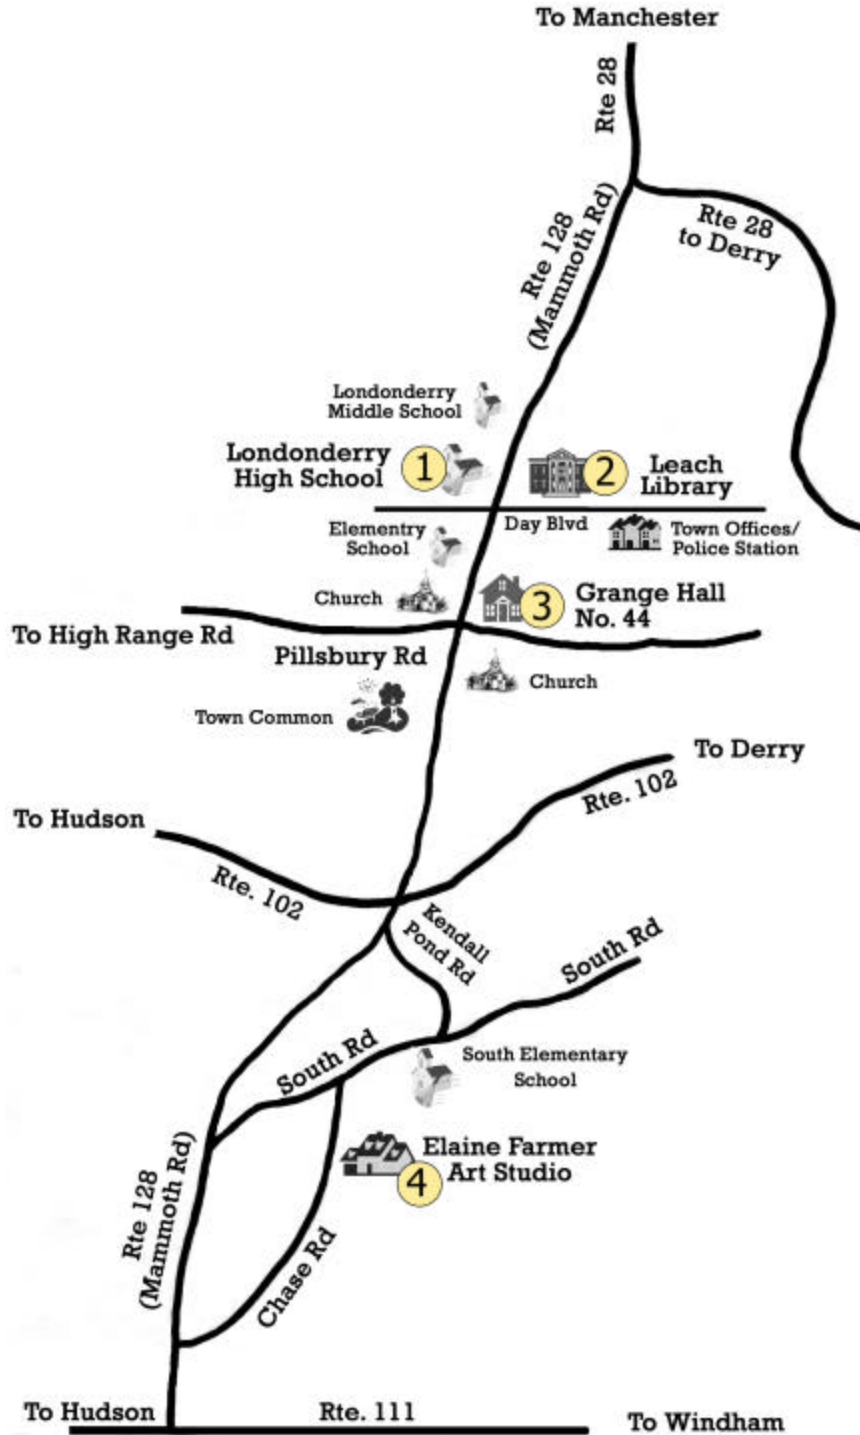 To Manchester
Rte 28
Rte 128
(Mammoth Rd)
Rte 28
to Derry
Londonderry
Middle School
Londonderry
High School
1
2
Leach
Library
Elementry
School
Day Blvd
Town Offices/
Police Station
Church
3
Grange Hall
No. 44
To High Range Rd
Pillsbury Rd
Church
Town Common
To Derry
Rte. 102
To Hudson
Rte. 102
Kendall
Pond Rd
South Rd
South Rd
South Elementary
School
Elaine Farmer
Art Studio
4
Rte 128
(Mammoth Rd)
Chase Rd
To Hudson
Rte. 111
To Windham